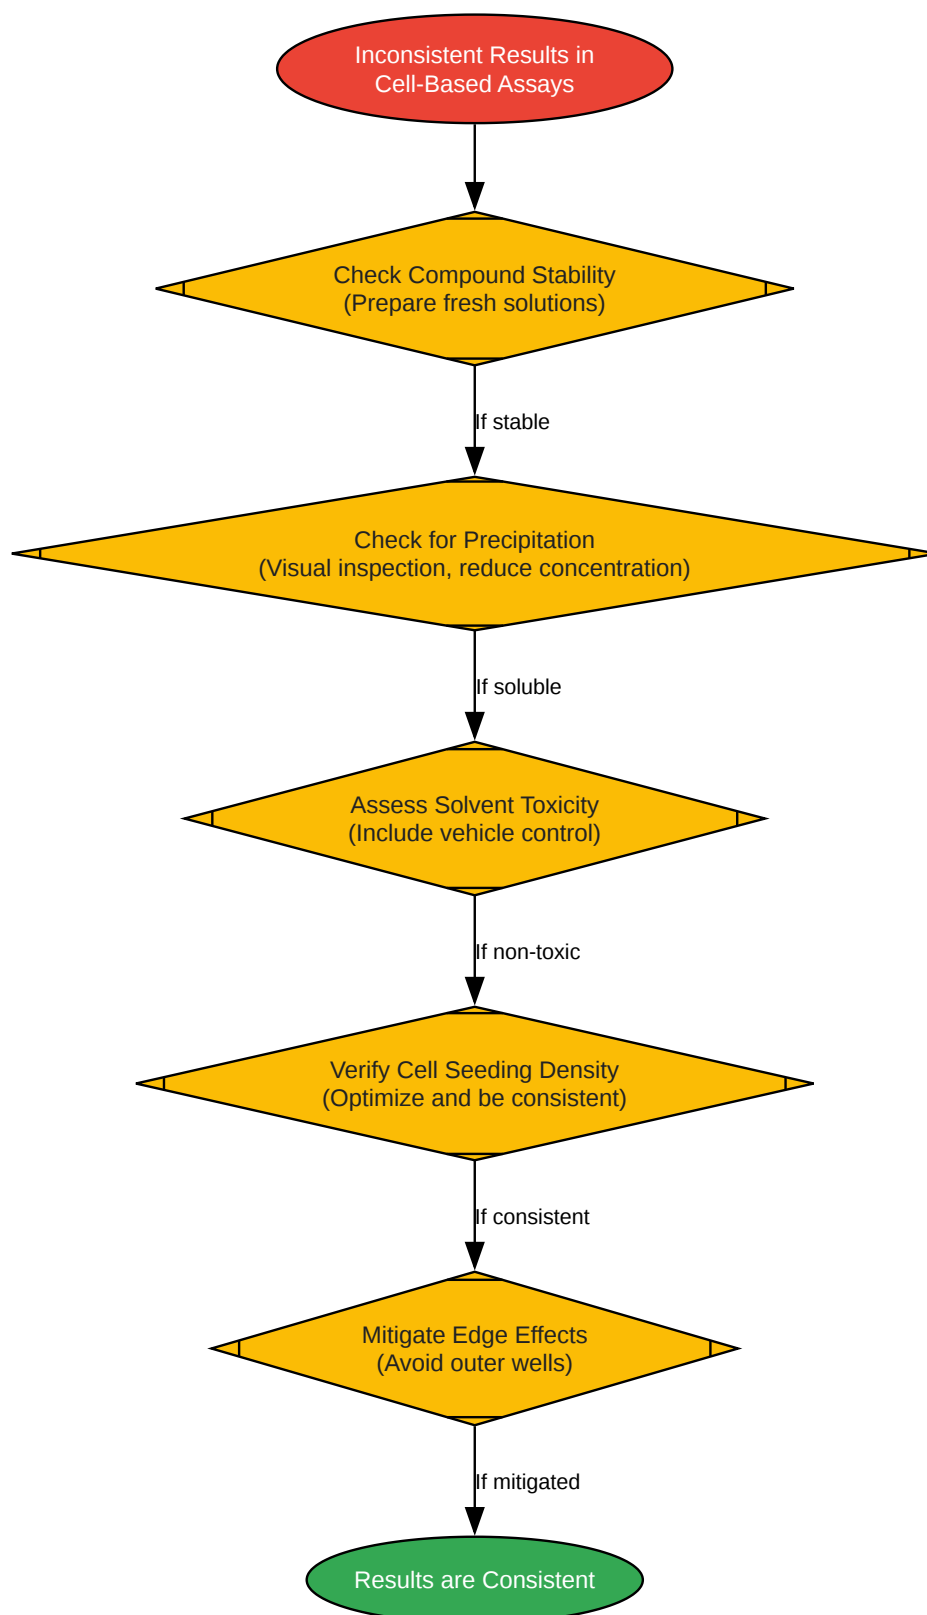 Inconsistent Results in
Cell-Based Assays
Check Compound Stability
(Prepare fresh solutions)
If stable
Check for Precipitation
(Visual inspection, reduce concentration)
If soluble
Assess Solvent Toxicity
(Include vehicle control)
If non-toxic
Verify Cell Seeding Density
(Optimize and be consistent)
If consistent
Mitigate Edge Effects
(Avoid outer wells)
If mitigated
Results are Consistent